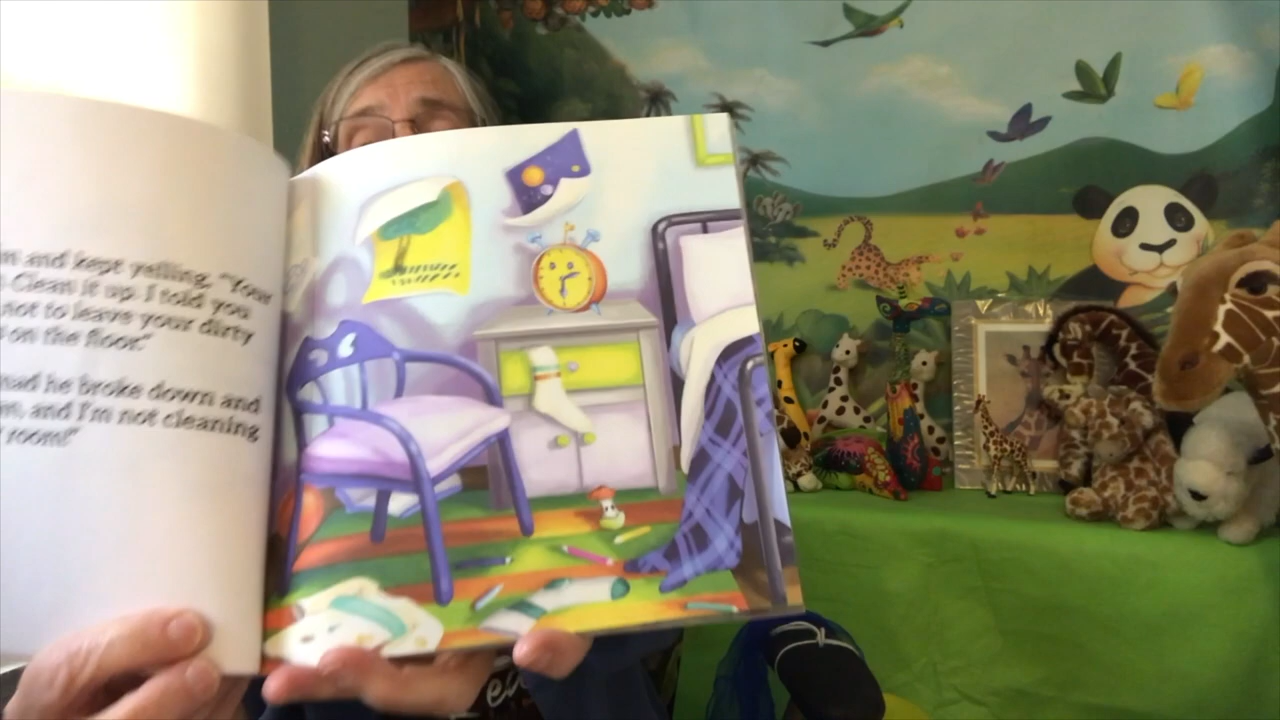 and kept yelling, "Your
Clean it up. I told you
not to leave your dirty
on the floor."
mad he broke down and
and I'm not cleaning
room!"